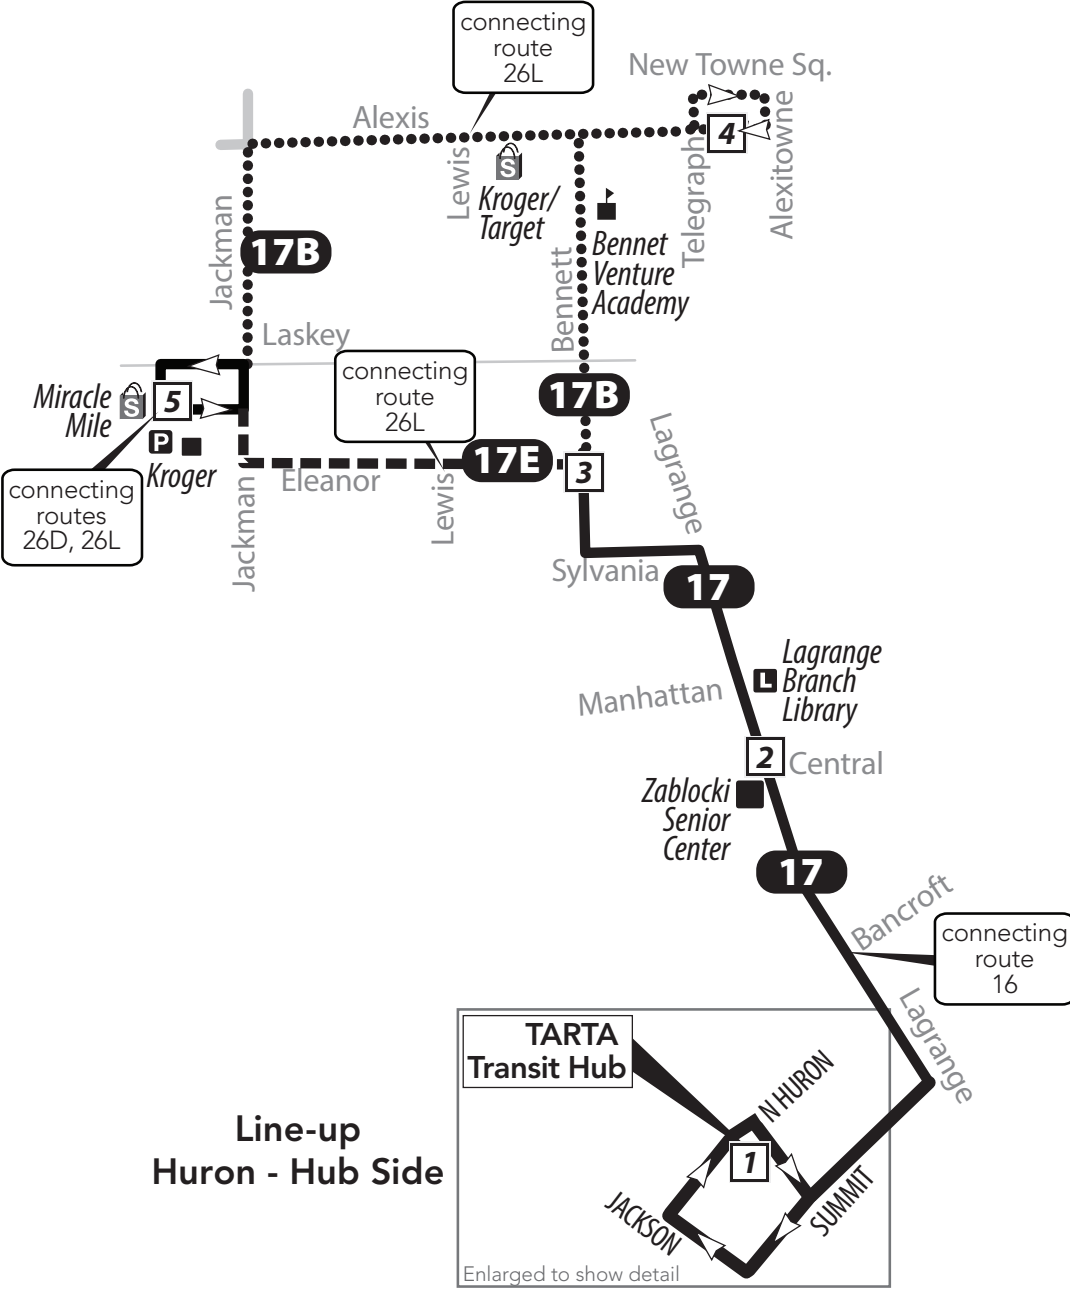 connecting
route
26L
New Towne Sq.
Alexis
4
Alexitowne
Telegraph
Lewis
S
Kroger/
Target
Jackman
17B
Bennett
Bennet
Venture
Academy
Laskey
connecting
route
26L
17B
Miracle
Mile
S
5
P
Kroger
connecting
routes
26D, 26L
Jackman
Eleanor
Lewis
17E
3
Lagrange
Sylvania
17
Lagrange
Branch
Library
L
Manhattan
2
Central
Zablocki
Senior
Center
17
Bancroft
connecting
route
16
Lagrange
TARTA
Transit Hub
N HURON
1
Line-up
Huron - Hub Side
JACKSON
SUMMIT
Enlarged to show detail